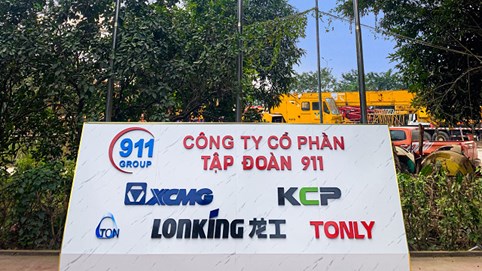 911
GROUP
CÔNG TY CỔ PHẦN
TẬP ĐOÀN 911
XCMG
KCP
TON
LONKING 龙工
TONLY